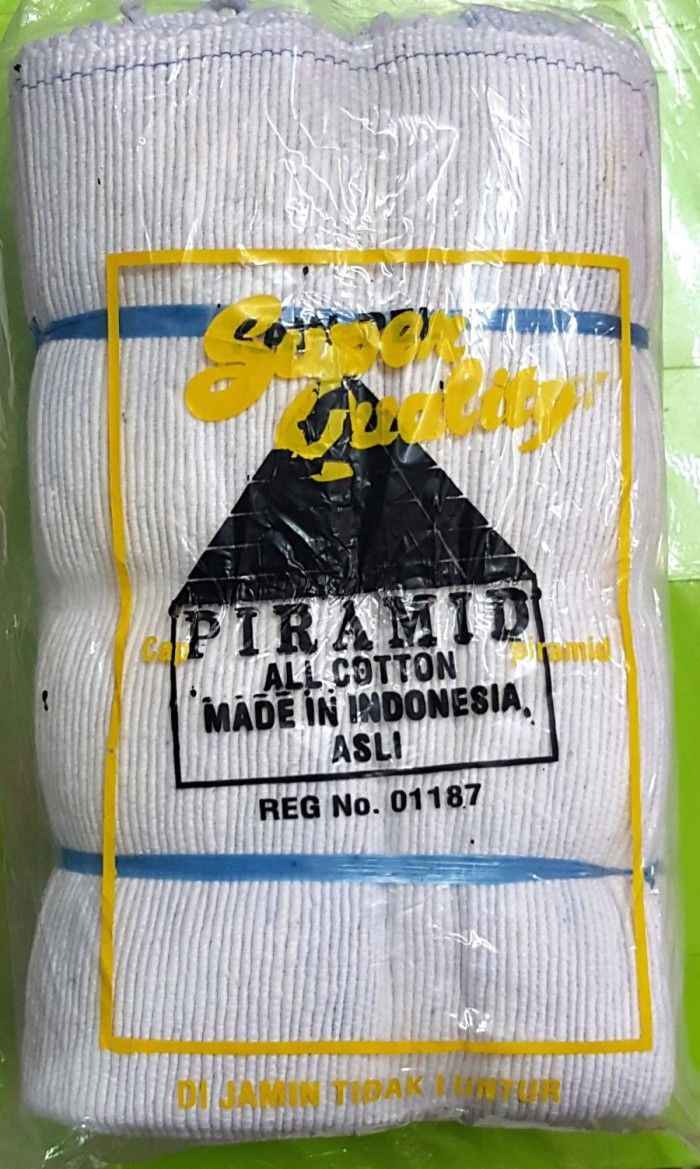 Super
Quality
PIRAMID
Cap piramid
ALL COTTON
MADE IN INDONESIA
ASLI
REG No. 01187
DI JAMIN TIDAK LUNTUR